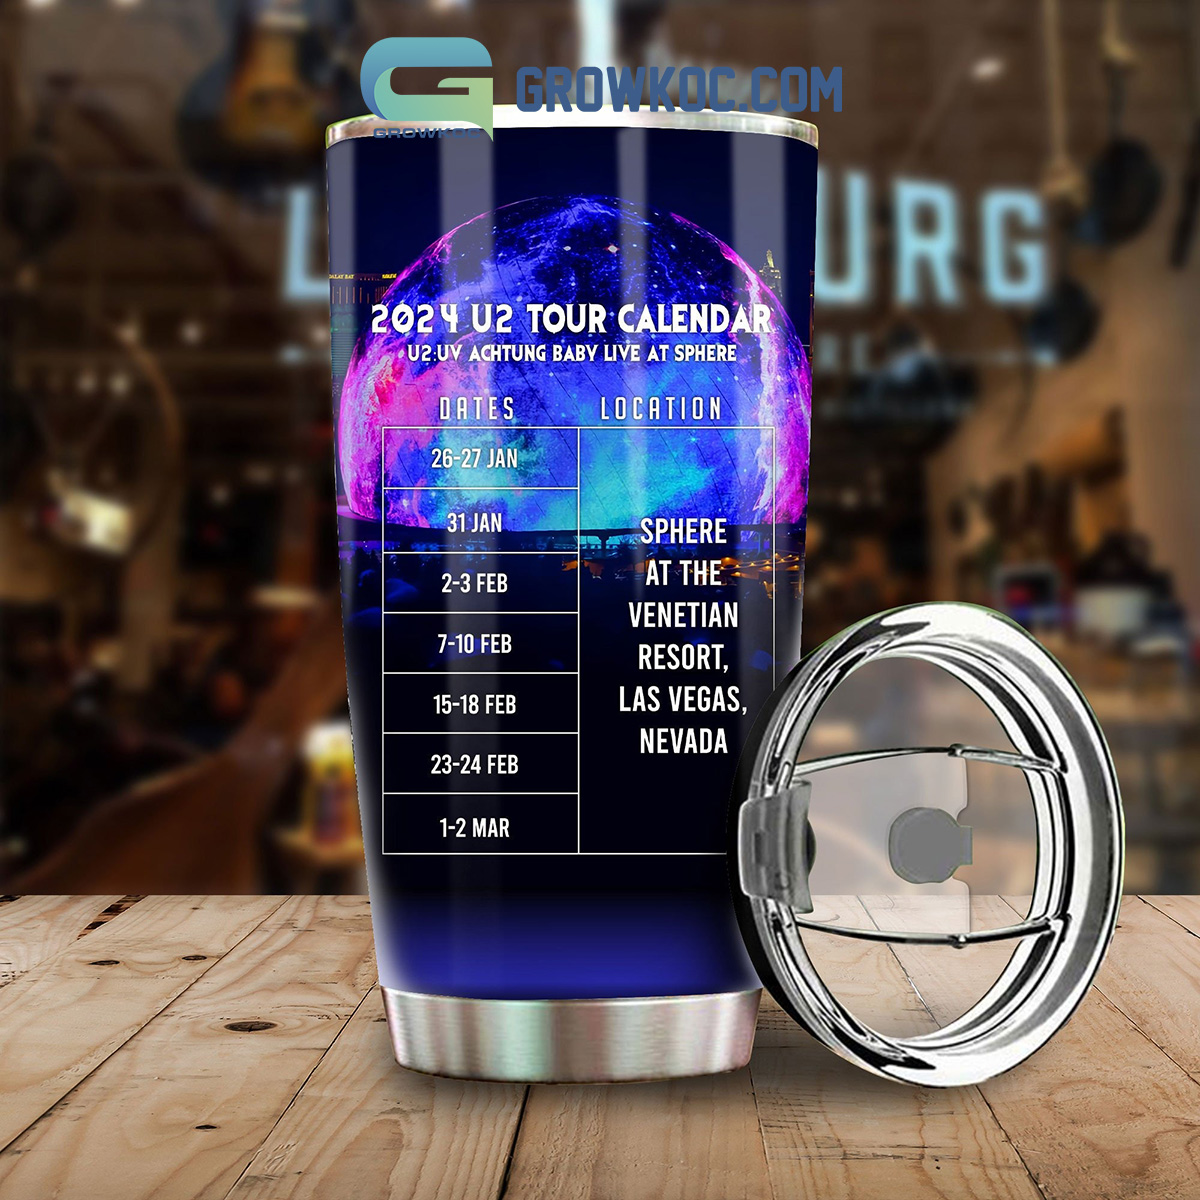 GROWKOC.COM
GROWKOC
URG
2024 U2 TOUR CALENDAR
U2:UV ACHTUNG BABY LIVE AT SPHERE
DATES LOCATION
26-27 JAN
31 JAN
2-3 FEB
7-10 FEB
15-18 FEB
23-24 FEB
1-2 MAR
SPHERE
AT THE
VENETIAN
RESORT,
LAS VEGAS,
NEVADA